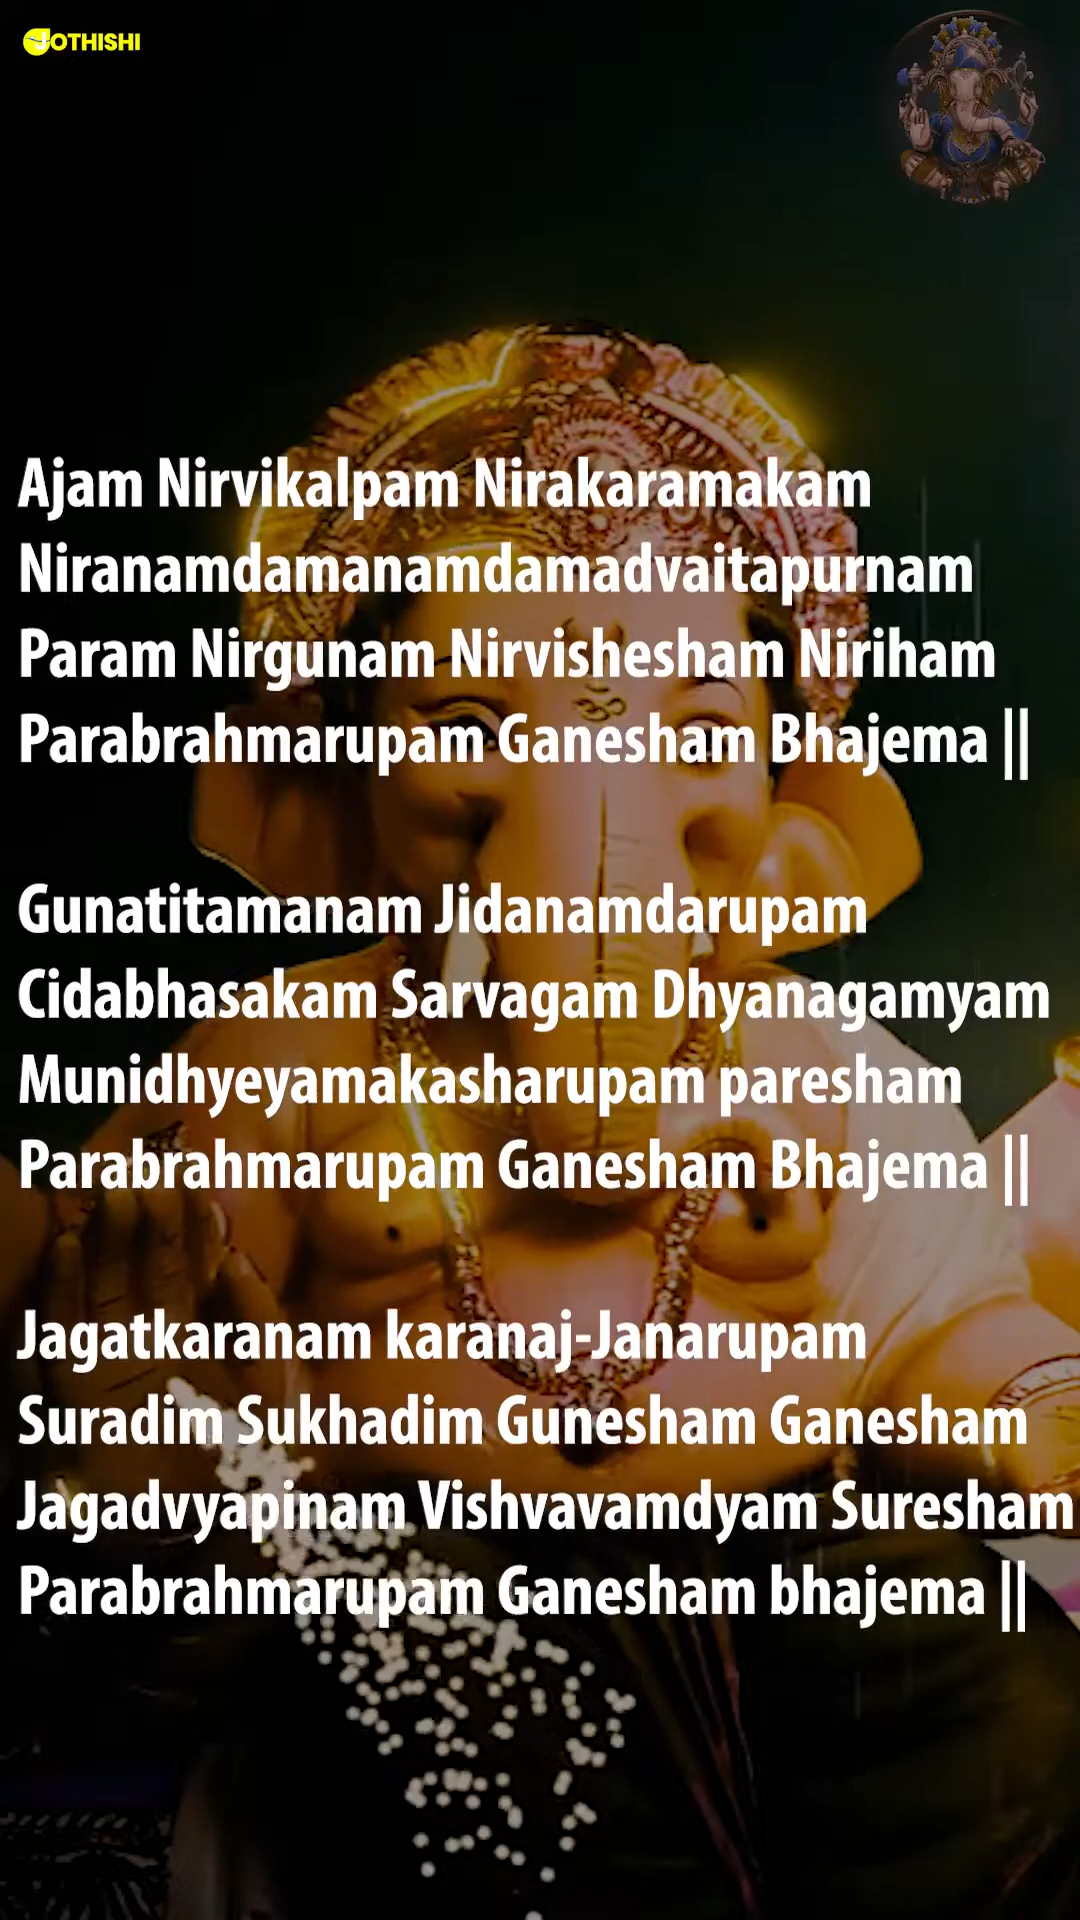 JOTHISHI
Ajam Nirvikalpam Nirakaramakam
Niranamdamanamdamadvaitapurnam
Param Nirgunam Nirvishesham Niriham
Parabrahmarupam Ganesham Bhajema ||
Gunatitamanam Jidanamdarupam
Cidabhasakam Sarvagam Dhyanagamyam
Munidhyeyamakasharupam paresham
Parabrahmarupam Ganesham Bhajema ||
Jagatkaranam karanaj-Janarupam
Suradim Sukhadim Gunesham Ganesham
Jagadvyapinam Vishvavamdyam Suresham
Parabrahmarupam Ganesham bhajema ||
ॐ